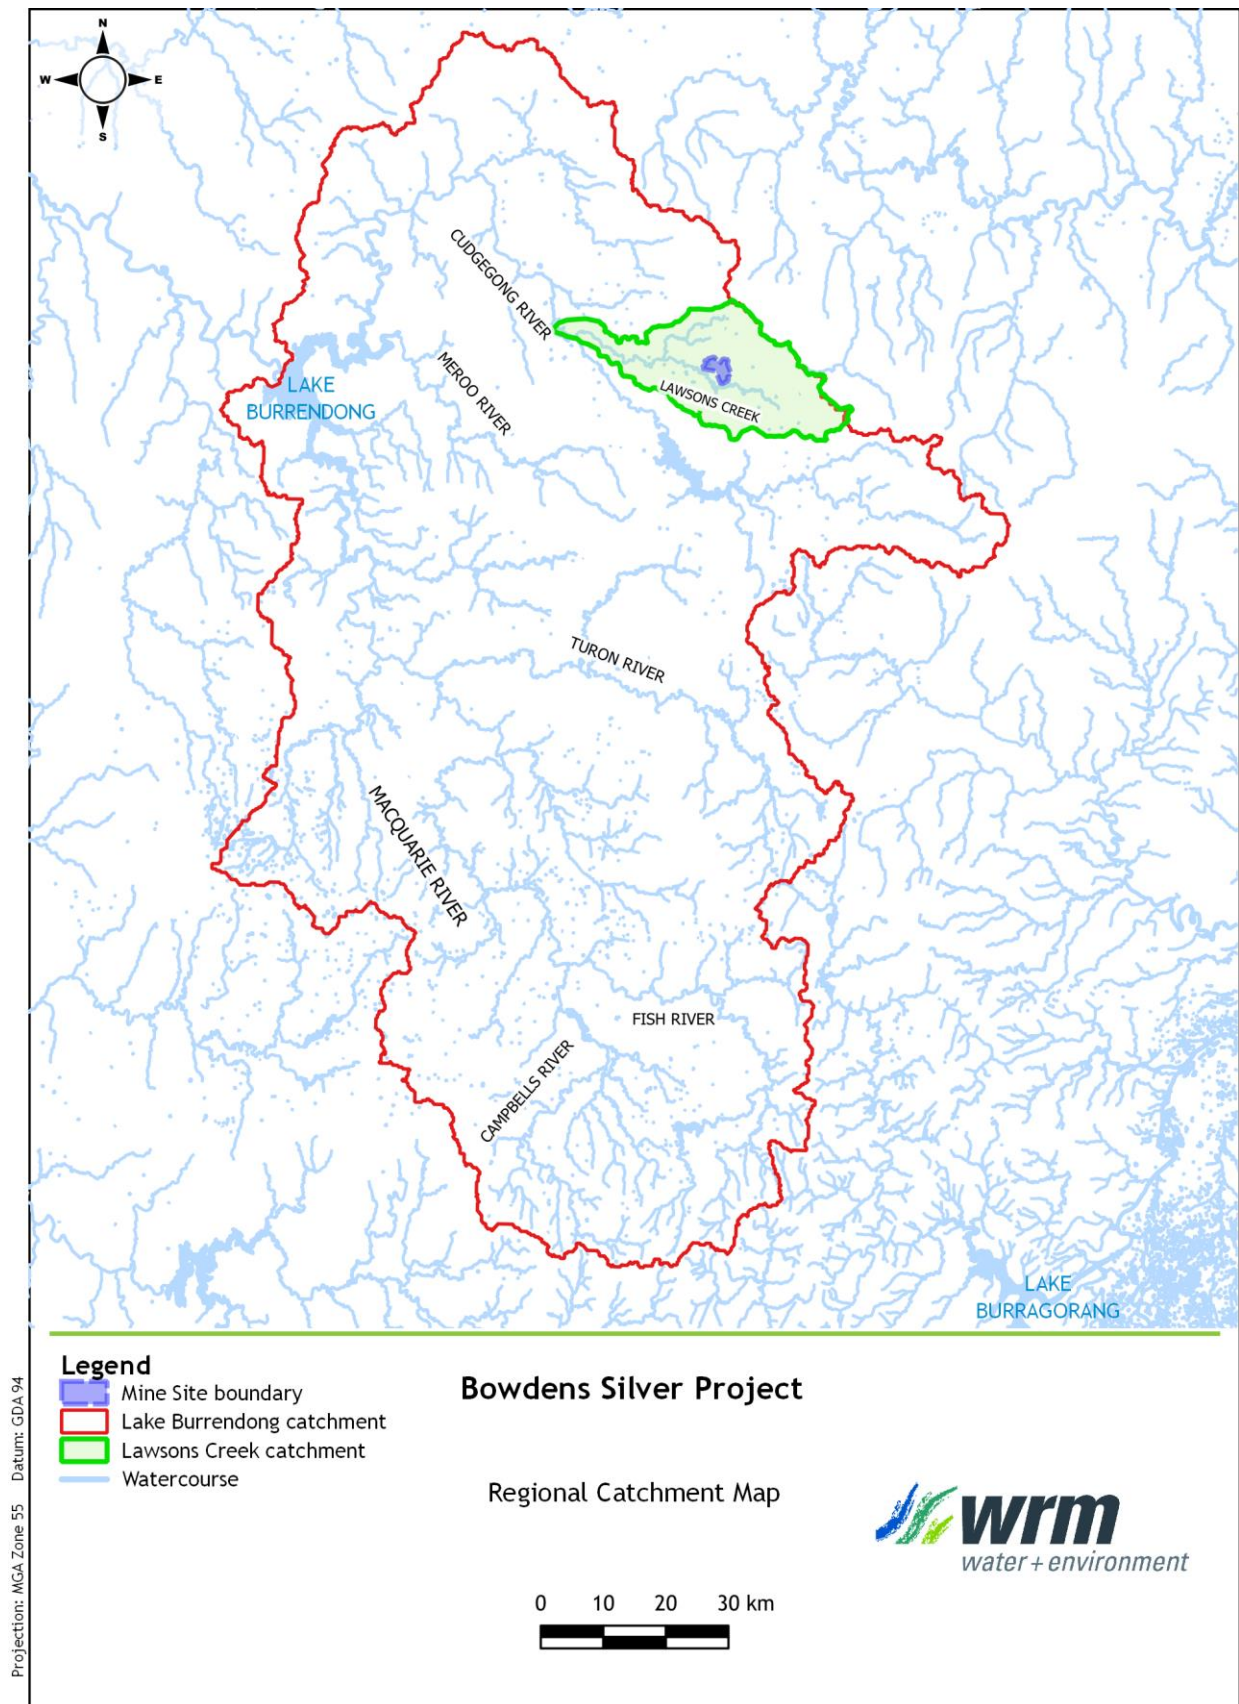 N
W E
S
CUDGEGONG RIVER
LAKE
BURRENDONG
MEROO RIVER
LAWSONS CREEK
TURON RIVER
MACQUARIE RIVER
FISH RIVER
CAMPBELLS RIVER
LAKE
BURRAGORANG
Legend
Mine Site boundary
Lake Burrendong catchment
Lawsons Creek catchment
Watercourse
Bowdens Silver Project
Regional Catchment Map
wrm
water + environment
0 10 20 30 km
Projection: MGA Zone 55 Datum: GDA 94